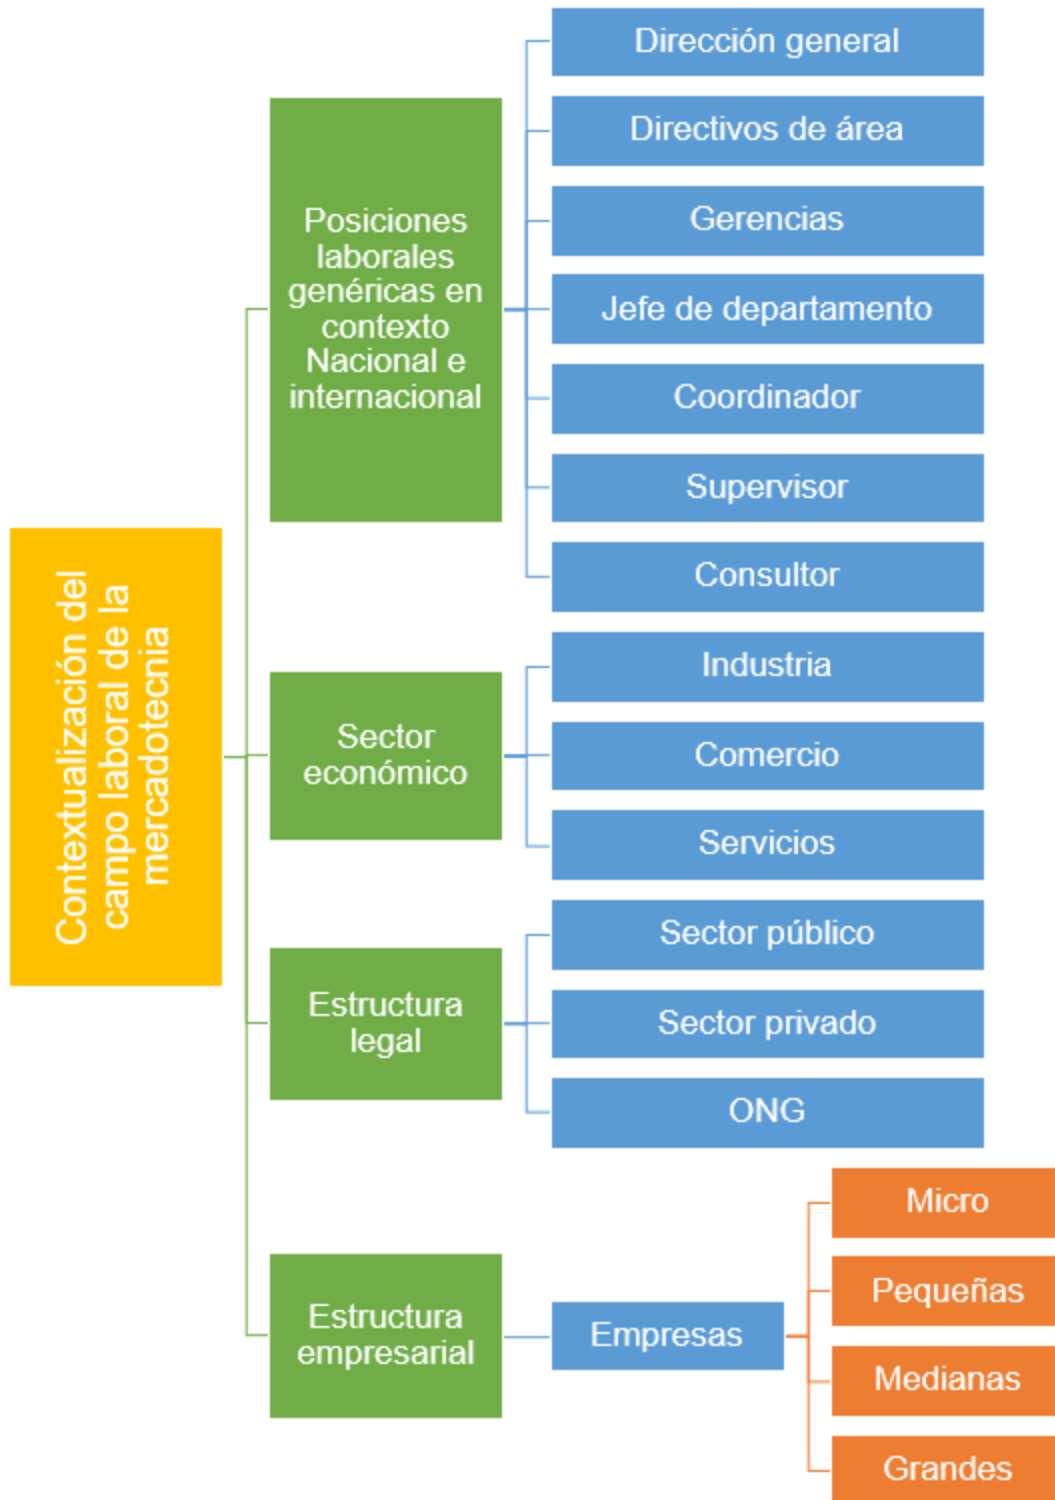 Contextualización del
campo laboral de la
mercadotecnia
Posiciones
laborales
genéricas en
contexto
Nacional e
internacional
Dirección general
Directivos de área
Gerencias
Jefe de departamento
Coordinador
Supervisor
Consultor
Sector
económico
Industria
Comercio
Servicios
Estructura
legal
Sector público
Sector privado
ONG
Estructura
empresarial
Empresas
Micro
Pequeñas
Medianas
Grandes